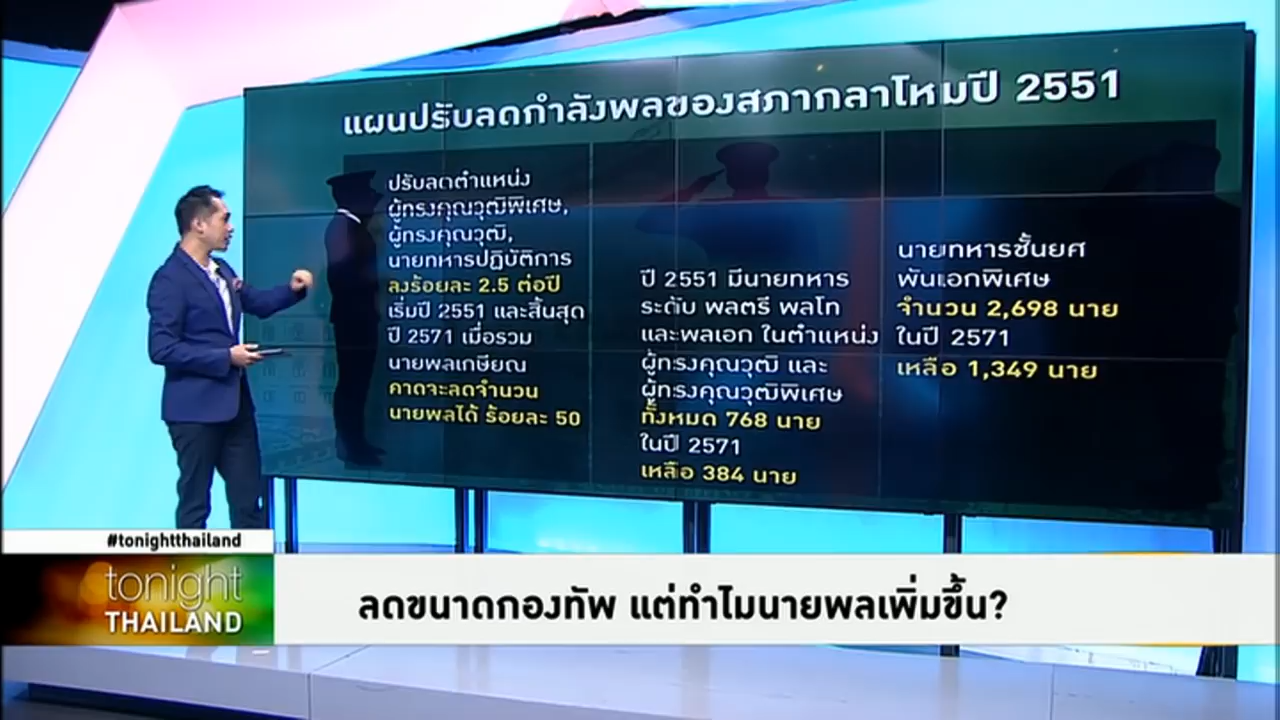 แผนปรับลดกำลังพลของสภากลาโหมปี 2551
ปรับลดตำแหน่ง
ผู้ทรงคุณวุฒิพิเศษ,
ผู้ทรงคุณวุฒิ,
นายทหารปฏิบัติการ
ลงร้อยละ 2.5 ต่อปี
เริ่มปี 2551 และสิ้นสุด
ปี 2571 เมื่อรวม
นายพลเกษียณ
คาดจะลดจำนวน
นายพลได้ ร้อยละ 50
ปี 2551 มีนายทหาร
ระดับ พลตรี พลโท
และพลเอก ในตำแหน่ง
ผู้ทรงคุณวุฒิ และ
ผู้ทรงคุณวุฒิพิเศษ
ทั้งหมด 768 นาย
ในปี 2571
เหลือ 384 นาย
นายทหารชั้นยศ
พันเอกพิเศษ
จำนวน 2,698 นาย
ในปี 2571
เหลือ 1,349 นาย
#tonightthailand
tonight
THAILAND
ลดขนาดกองทัพ แต่ทำไมนายพลเพิ่มขึ้น?